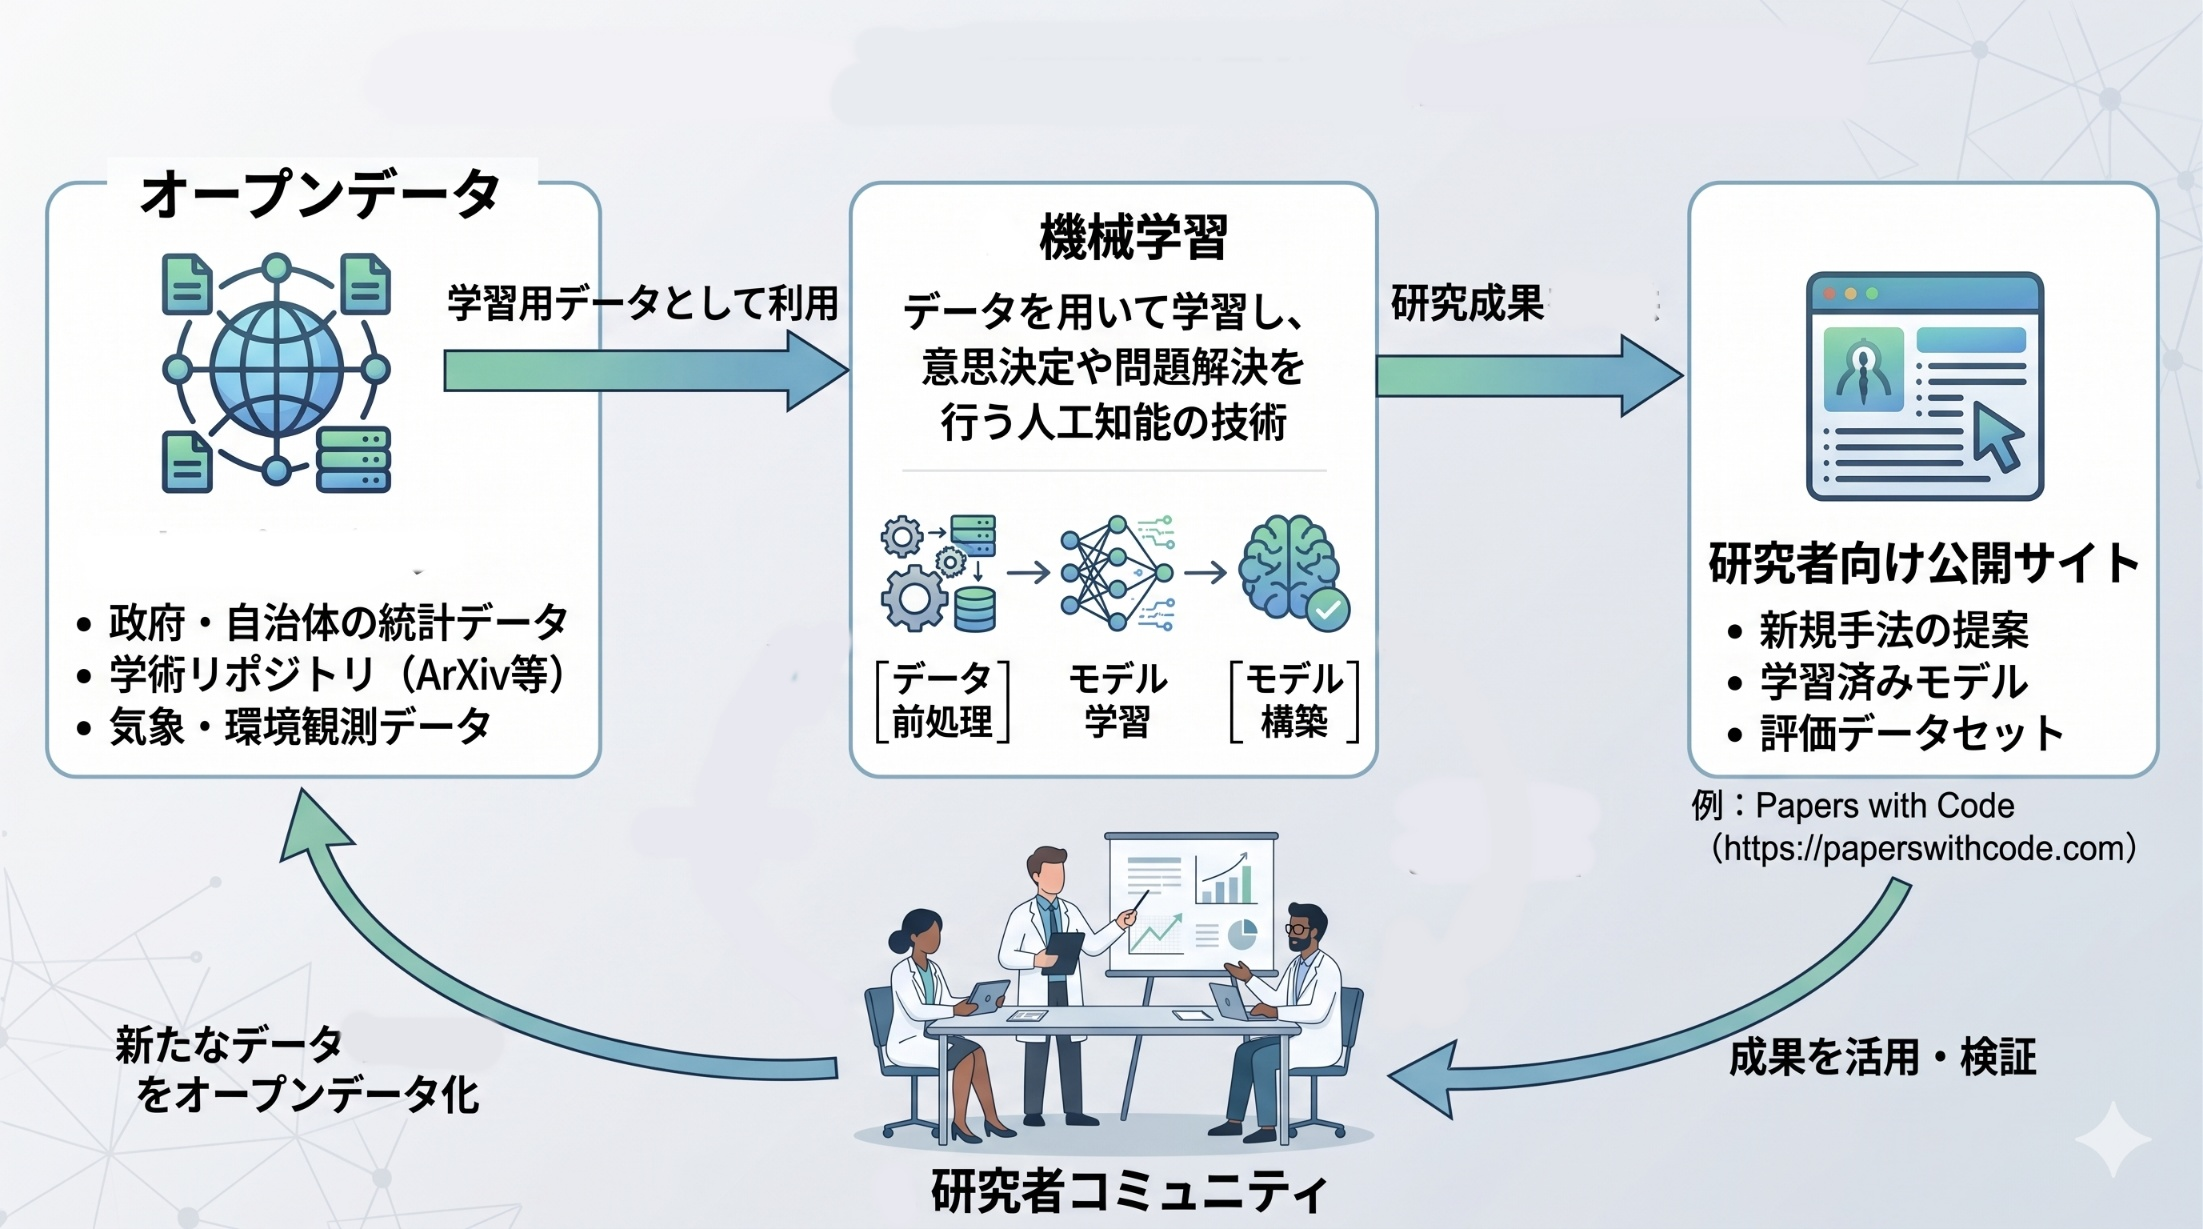 オープンデータ
学習用データとして利用
・政府・自治体の統計データ
・学術リポジトリ（ArXiv等）
・気象・環境観測データ
機械学習
データを用いて学習し、
意思決定や問題解決を
行う人工知能の技術
[データ
前処理]
モデル
学習
[モデル
構築]
研究成果
研究者向け公開サイト
・新規手法の提案
・学習済みモデル
・評価データセット
例：Papers with Code
（https://paperswithcode.com）
成果を活用・検証
研究者コミュニティ
新たなデータ
をオープンデータ化